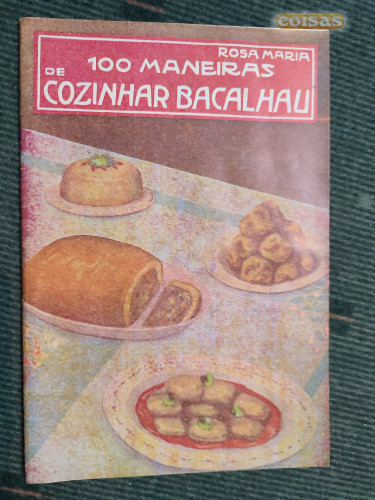 coisas
ROSA MARIA
100 MANEIRAS
DE
COZINHAR BACALHAU